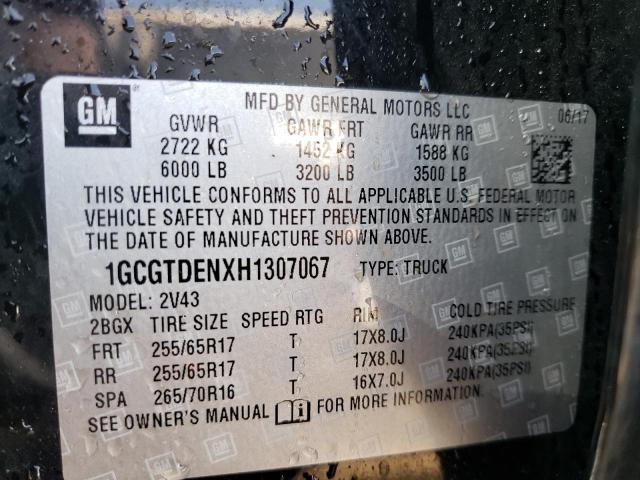 GM
MFD BY GENERAL MOTORS LLC
06/17
GVWR GAWR FRT GAWR RR
2722 KG 1452 KG 1588 KG
6000 LB 3200 LB 3500 LB
THIS VEHICLE CONFORMS TO ALL APPLICABLE U.S. FEDERAL MOTOR
VEHICLE SAFETY AND THEFT PREVENTION STANDARDS IN EFFECT ON
THE DATE OF MANUFACTURE SHOWN ABOVE.
1GCGTDENXH1307067 TYPE: TRUCK
MODEL: 2V43
2BGX TIRE SIZE SPEED RTG RIM COLD TIRE PRESSURE
FRT 255/65R17 T 17X8.0J 240KPA(35PSI)
RR 255/65R17 T 17X8.0J 240KPA(35PSI)
SPA 265/70R16 T 16X7.0J 240KPA(35PSI)
SEE OWNER'S MANUAL FOR MORE INFORMATION.